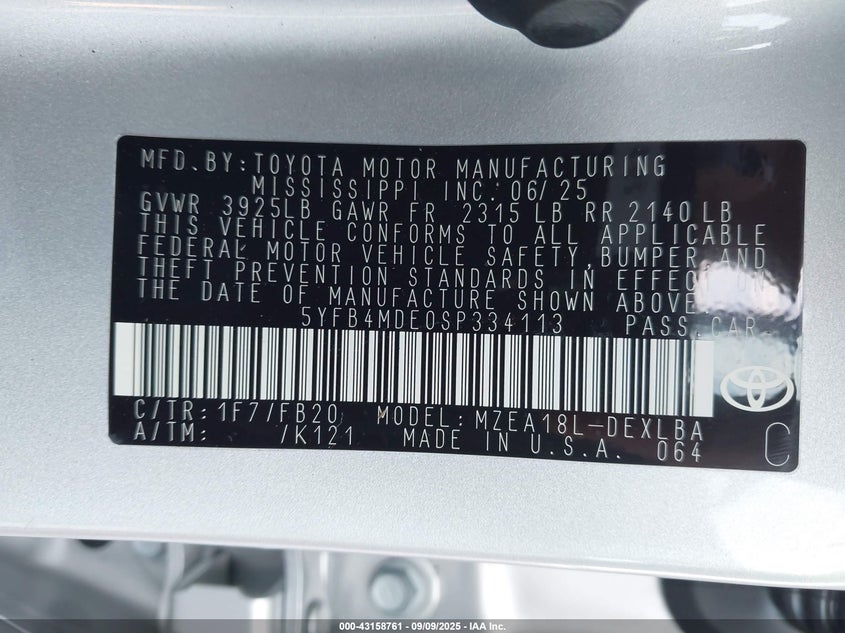 MFD.BY:TOYOTA MOTOR MANUFACTURING
MISSISSIPPI INC. 06/25
GVWR 3925LB GAWR FR 2315 LB RR 2140 LB
THIS VEHICLE CONFORMS TO ALL APPLICABLE
FEDERAL MOTOR VEHICLE SAFETY, BUMPER AND
THEFT PREVENTION STANDARDS IN EFFECT ON
THE DATE OF MANUFACTURE SHOWN ABOVE.
5YFB4MDE0SP334113 PASS.CAR
C/TR: 1F7/FB20 MODEL: MZEA18L-DEXLBA
A/TM: /K121 MADE IN U.S.A. 064
C
000-43158761 - 09/09/2025 - IAA Inc.